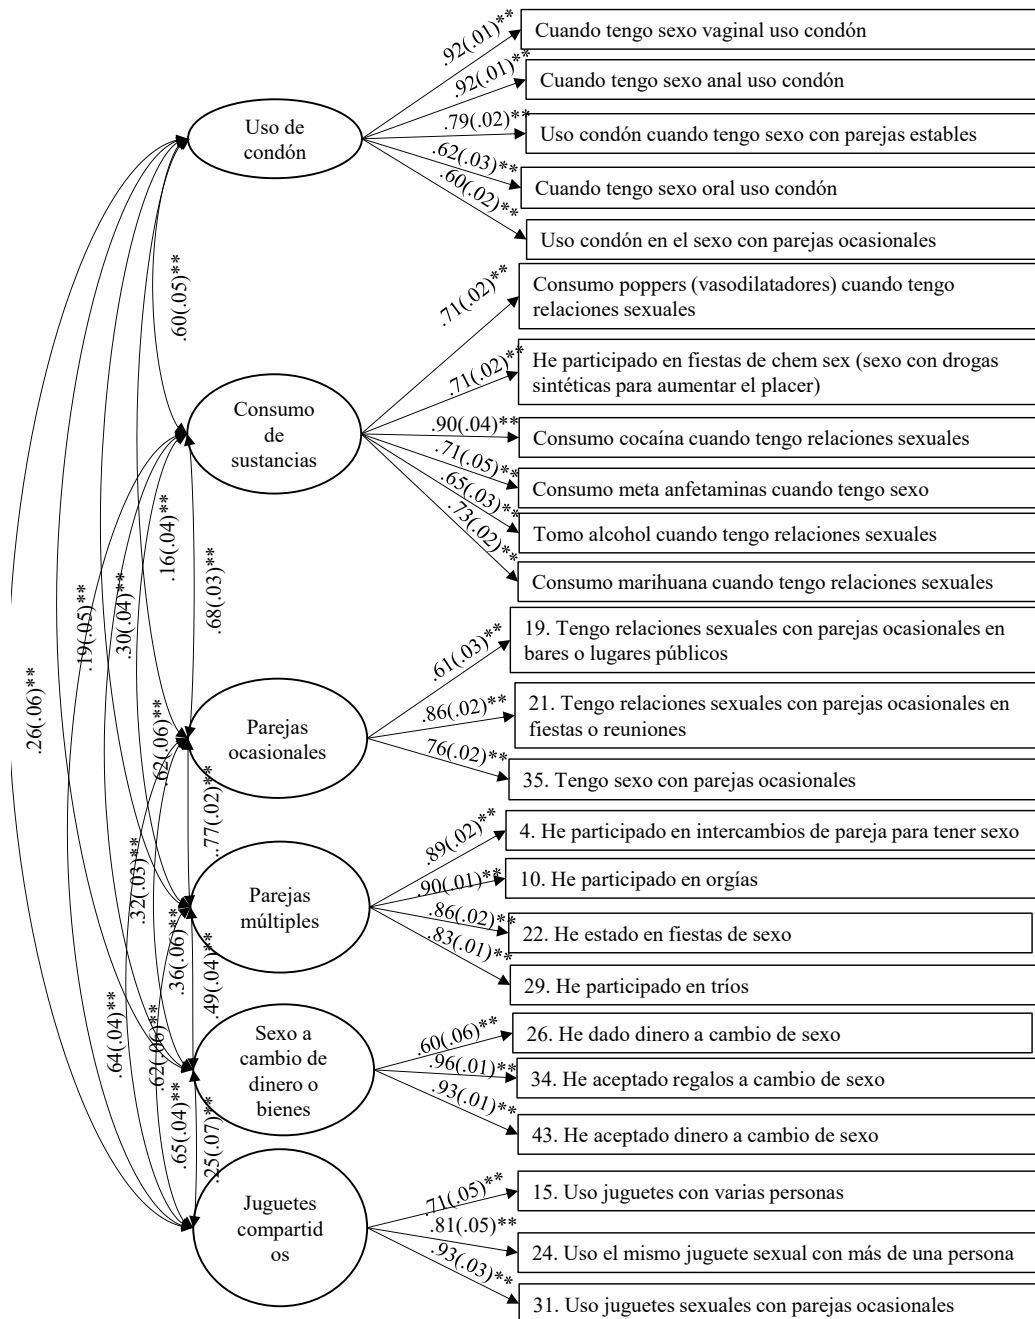 .92(.01)**
Cuando tengo sexo vaginal uso condón
.92(.01)**
Cuando tengo sexo anal uso condón
Uso de
condón
.79(.02)**
Uso condón cuando tengo sexo con parejas estables
.62(.03)**
Cuando tengo sexo oral uso condón
.60(.02)**
Uso condón en el sexo con parejas ocasionales
.60(.05)**
.71(.02)**
Consumo poppers (vasodilatadores) cuando tengo
relaciones sexuales
.71(.02)**
He participado en fiestas de chem sex (sexo con drogas
sintéticas para aumentar el placer)
Consumo
de
sustancias
.90(.04)**
Consumo cocaína cuando tengo relaciones sexuales
.71(.05)**
Consumo meta anfetaminas cuando tengo sexo
.65(.03)**
Tomo alcohol cuando tengo relaciones sexuales
.73(.02)**
Consumo marihuana cuando tengo relaciones sexuales
.16(.04)**
.68(.03)**
.19(.05)**
.30(.04)**
.26(.06)**
.61(.03)**
19. Tengo relaciones sexuales con parejas ocasionales en
bares o lugares públicos
Parejas
ocasionales
.86(.02)**
21. Tengo relaciones sexuales con parejas ocasionales en
fiestas o reuniones
.76(.02)**
35. Tengo sexo con parejas ocasionales
.62(.06)**
.77(.02)**
.32(.03)**
.89(.02)**
4. He participado en intercambios de pareja para tener sexo
Parejas
múltiples
.90(.01)**
10. He participado en orgías
.86(.02)**
22. He estado en fiestas de sexo
.83(.01)**
29. He participado en tríos
.36(.06)**
.49(.04)**
.64(.04)**
.62(.06)**
Sexo a
cambio de
dinero o
bienes
.60(.06)**
26. He dado dinero a cambio de sexo
.96(.01)**
34. He aceptado regalos a cambio de sexo
.93(.01)**
43. He aceptado dinero a cambio de sexo
.65(.04)**
.25(.07)**
Juguetes
compartid
os
.71(.05)**
15. Uso juguetes con varias personas
.81(.05)**
24. Uso el mismo juguete sexual con más de una persona
.93(.03)**
31. Uso juguetes sexuales con parejas ocasionales